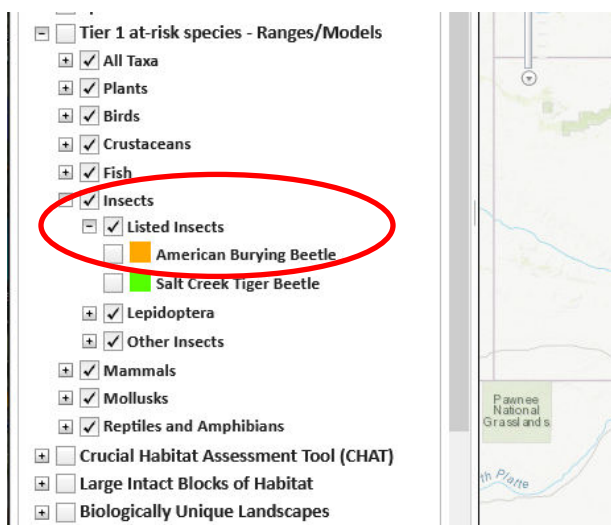 Tier 1 at-risk species - Ranges/Models
All Taxa
Plants
Birds
Crustaceans
Fish
Insects
Listed Insects
American Burying Beetle
Salt Creek Tiger Beetle
Lepidoptera
Other Insects
Mammals
Mollusks
Reptiles and Amphibians
Crucial Habitat Assessment Tool (CHAT)
Large Intact Blocks of Habitat
Biologically Unique Landscapes
Pawnee
National
Grasslands
Platte